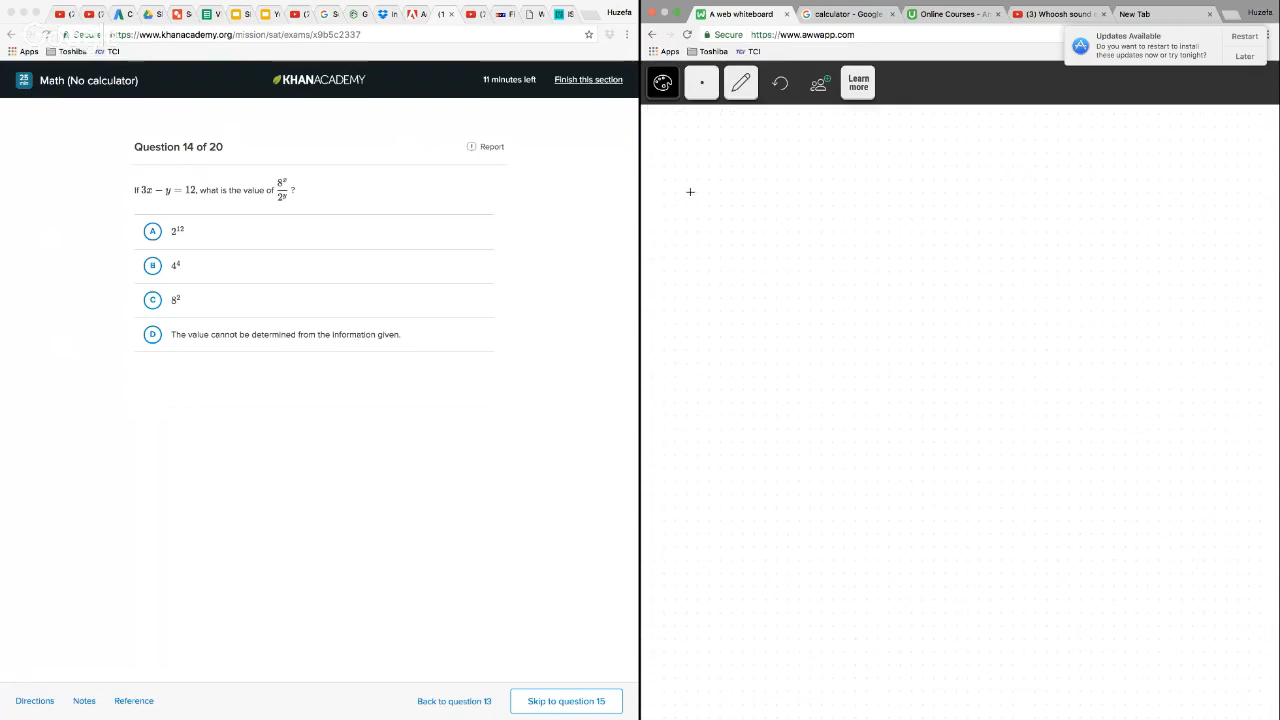 Huzefa
https://www.khanacademy.org/mission/sat/exams/x9b5c2337
Apps Toshiba TCI
25 min Math (No calculator)
KHANACADEMY
11 minutes left
Finish this section
Question 14 of 20
Report
If 3x − y = 12, what is the value of 8^x/2^y ?
A 2^12
B 4^4
C 8^2
D The value cannot be determined from the information given.
Directions Notes Reference
Back to question 13
Skip to question 15
A web whiteboard
calculator - Google
Online Courses - An
(3) Whoosh sound e
New Tab
Huzefa
Secure https://www.awwapp.com
Apps Toshiba TCI
Updates Available
Do you want to restart to install
these updates now or try tonight?
Restart
Later
Learn
more